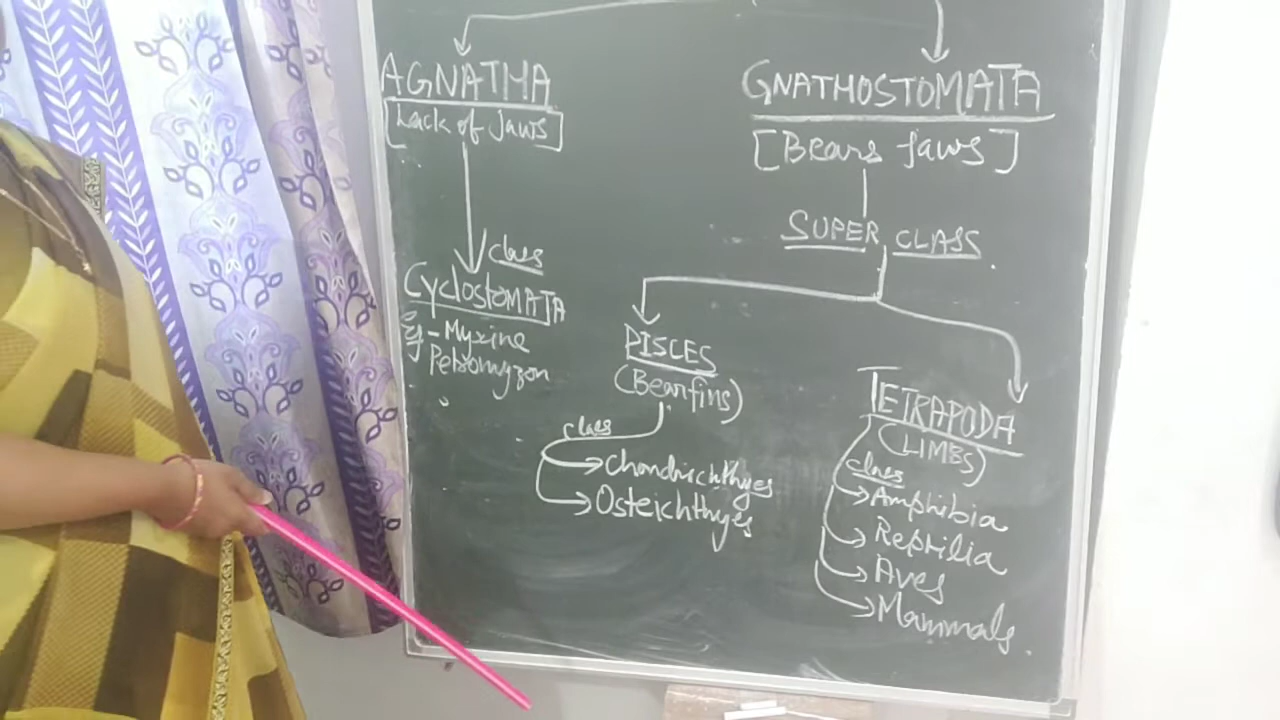 AGNATHA
[Lack of Jaws]
class
CyclostOMATA
Eg - Myxine
Petromyzon
GNATHOSTOMATA
[Bears Jaws]
SUPER CLASS
PISCES
(Bear fins)
class
Chondrichthyes
Osteichthyes
TETRAPODA
(LIMBS)
class
Amphibia
Reptilia
Aves
Mammals.